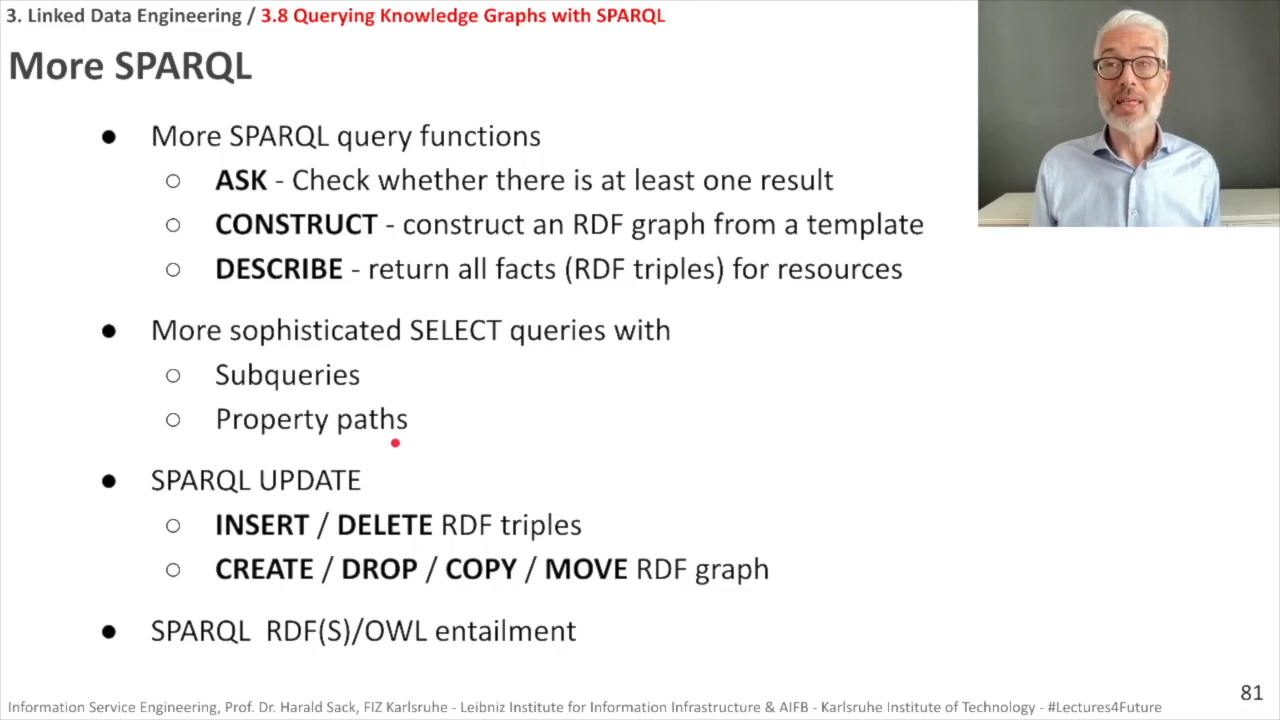 3. Linked Data Engineering / 3.8 Querying Knowledge Graphs with SPARQL
More SPARQL
● More SPARQL query functions
○ ASK - Check whether there is at least one result
○ CONSTRUCT - construct an RDF graph from a template
○ DESCRIBE - return all facts (RDF triples) for resources
● More sophisticated SELECT queries with
○ Subqueries
○ Property paths
● SPARQL UPDATE
○ INSERT / DELETE RDF triples
○ CREATE / DROP / COPY / MOVE RDF graph
● SPARQL RDF(S)/OWL entailment
81
Information Service Engineering, Prof. Dr. Harald Sack, FIZ Karlsruhe - Leibniz Institute for Information Infrastructure & AIFB - Karlsruhe Institute of Technology - #Lectures4Future